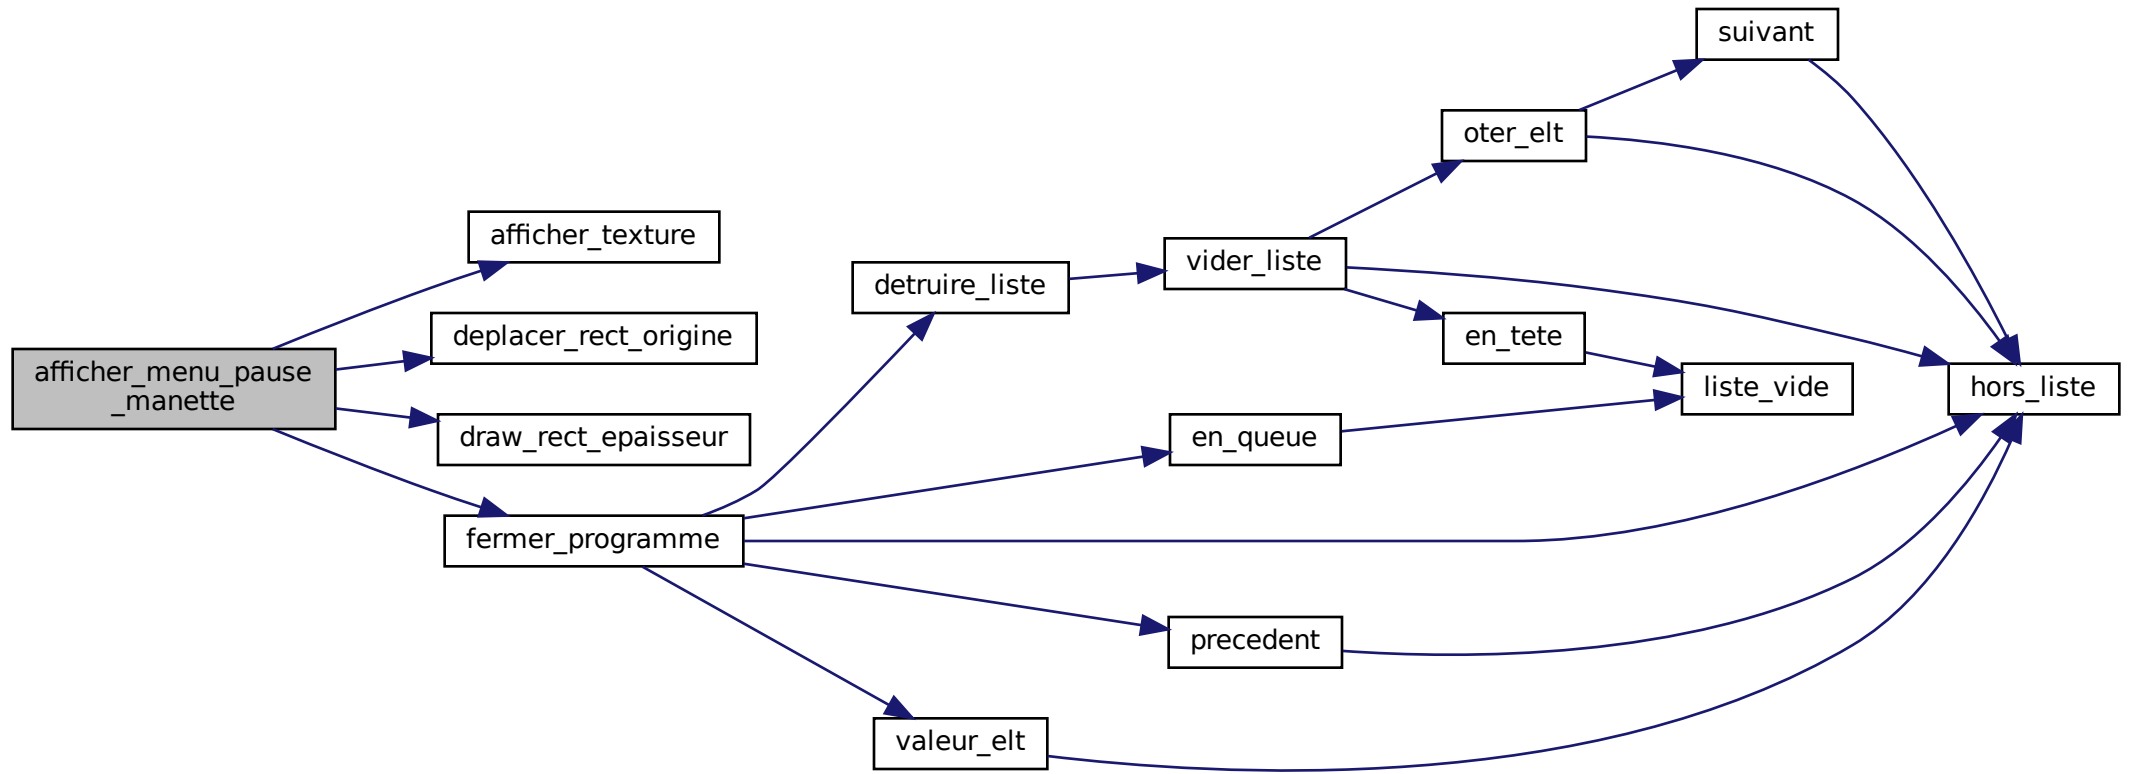 afficher_menu_pause
_manette
afficher_texture
deplacer_rect_origine
draw_rect_epaisseur
fermer_programme
detruire_liste
vider_liste
oter_elt
suivant
hors_liste
en_tete
liste_vide
en_queue
precedent
valeur_elt